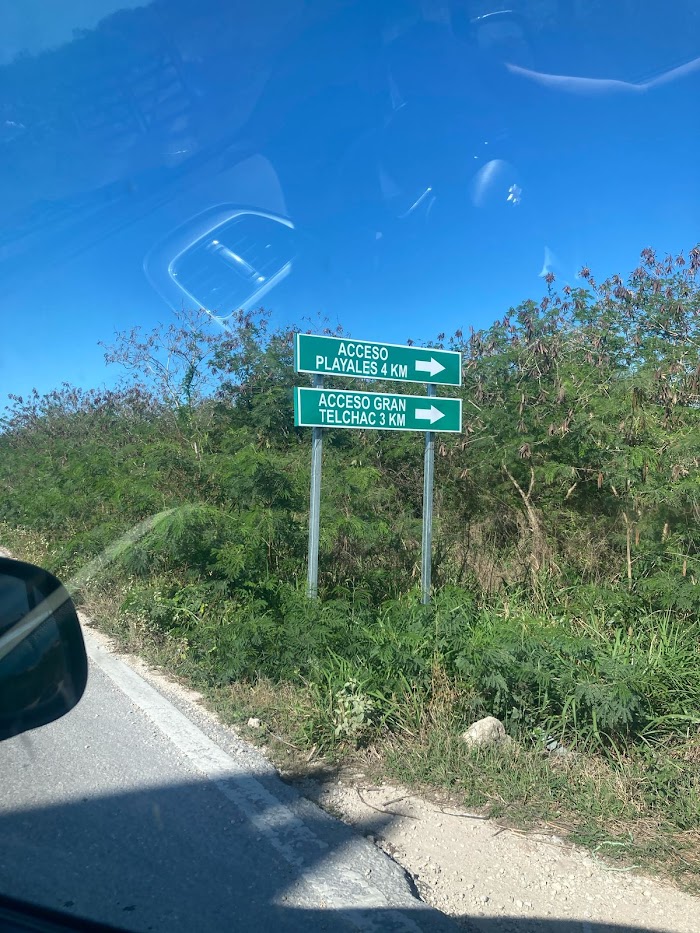 ACCESO
PLAYALES 4 KM
ACCESO GRAN
TELCHAC 3 KM